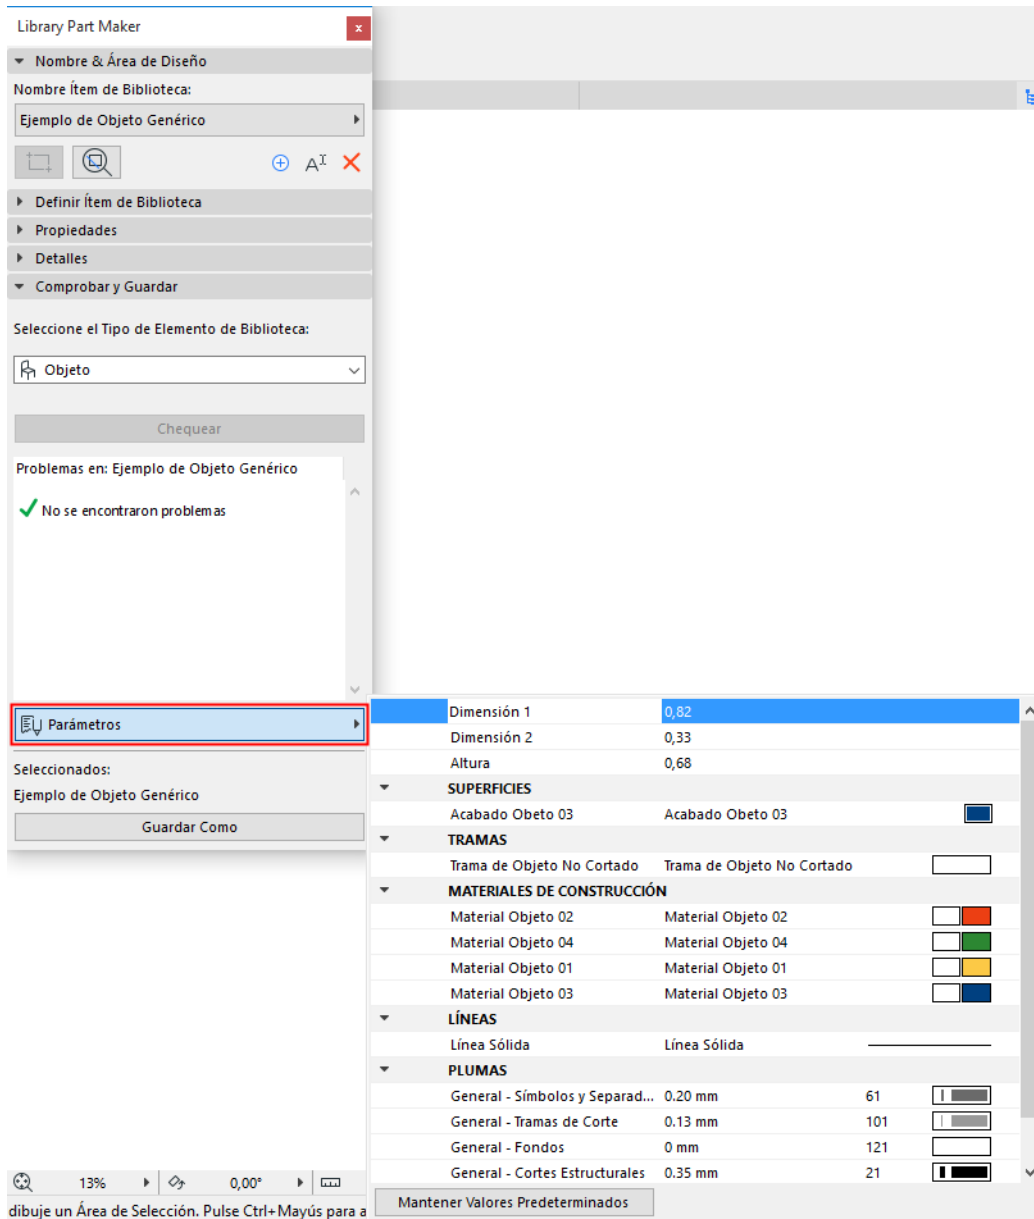 Library Part Maker
x
Nombre & Área de Diseño
Nombre Ítem de Biblioteca:
Ejemplo de Objeto Genérico
Definir Ítem de Biblioteca
Propiedades
Detalles
Comprobar y Guardar
Seleccione el Tipo de Elemento de Biblioteca:
Objeto
Chequear
Problemas en: Ejemplo de Objeto Genérico
No se encontraron problemas
Parámetros
Seleccionados:
Ejemplo de Objeto Genérico
Guardar Como
Dimensión 1 0,82
Dimensión 2 0,33
Altura 0,68
SUPERFICIES
Acabado Obeto 03 Acabado Obeto 03
TRAMAS
Trama de Objeto No Cortado Trama de Objeto No Cortado
MATERIALES DE CONSTRUCCIÓN
Material Objeto 02 Material Objeto 02
Material Objeto 04 Material Objeto 04
Material Objeto 01 Material Objeto 01
Material Objeto 03 Material Objeto 03
LÍNEAS
Línea Sólida Línea Sólida
PLUMAS
General - Símbolos y Separad... 0.20 mm 61
General - Tramas de Corte 0.13 mm 101
General - Fondos 0 mm 121
General - Cortes Estructurales 0.35 mm 21
Mantener Valores Predeterminados
13% 0,00°
dibuje un Área de Selección. Pulse Ctrl+Mayús para a